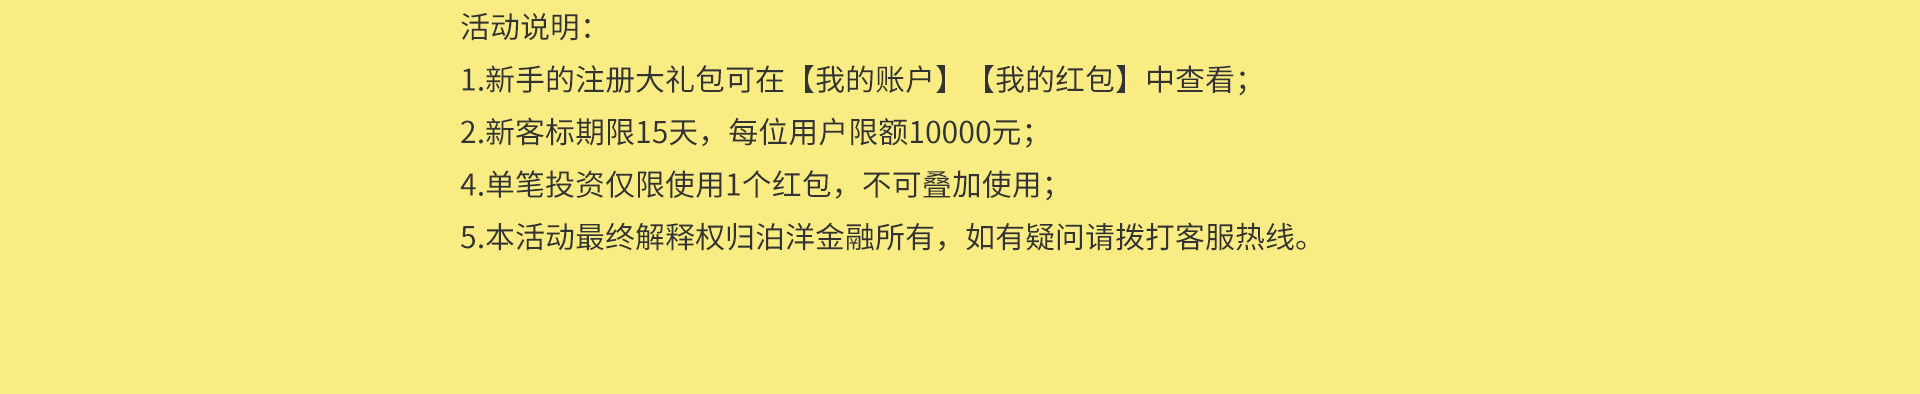 活动说明：
1.新手的注册大礼包可在【我的账户】【我的红包】中查看；
2.新客标期限15天，每位用户限额10000元；
4.单笔投资仅限使用1个红包，不可叠加使用；
5.本活动最终解释权归泊洋金融所有，如有疑问请拨打客服热线。